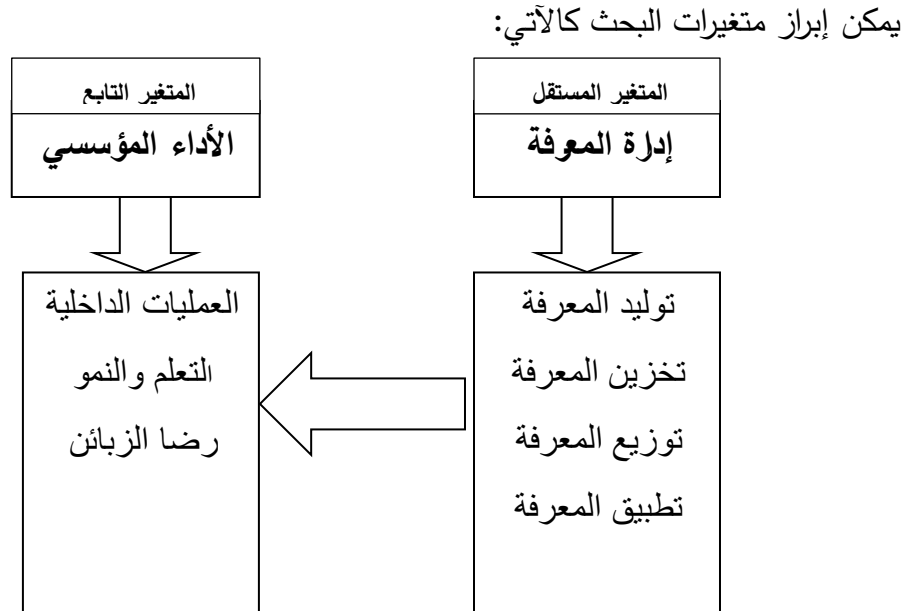 يمكن إبراز متغيرات البحث كالآتي:
المتغير المستقل
إدارة المعرفة
توليد المعرفة
تخزين المعرفة
توزيع المعرفة
تطبيق المعرفة
المتغير التابع
الأداء المؤسسي
العمليات الداخلية
التعلم والنمو
رضا الزبائن